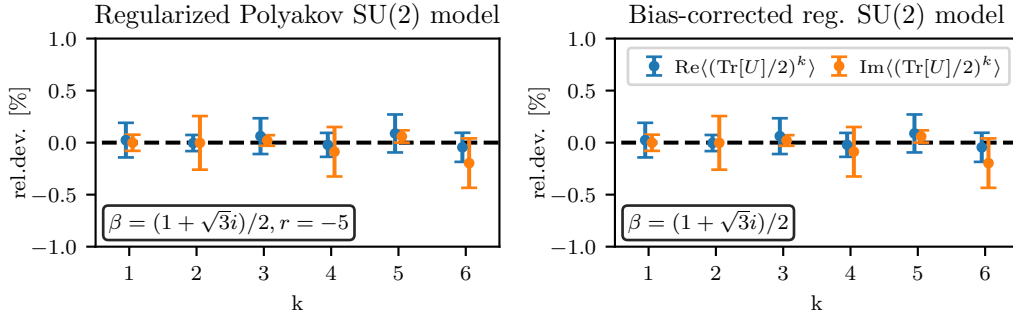 Regularized Polyakov SU(2) model
1.0
0.5
0.0
−0.5
−1.0
rel.dev. [%]
β = (1 + √3i)/2, r = −5
1 2 3 4 5 6
k
Bias-corrected reg. SU(2) model
1.0
0.5
0.0
−0.5
−1.0
rel.dev. [%]
Re⟨(Tr[U]/2)^k⟩ Im⟨(Tr[U]/2)^k⟩
β = (1 + √3i)/2
1 2 3 4 5 6
k